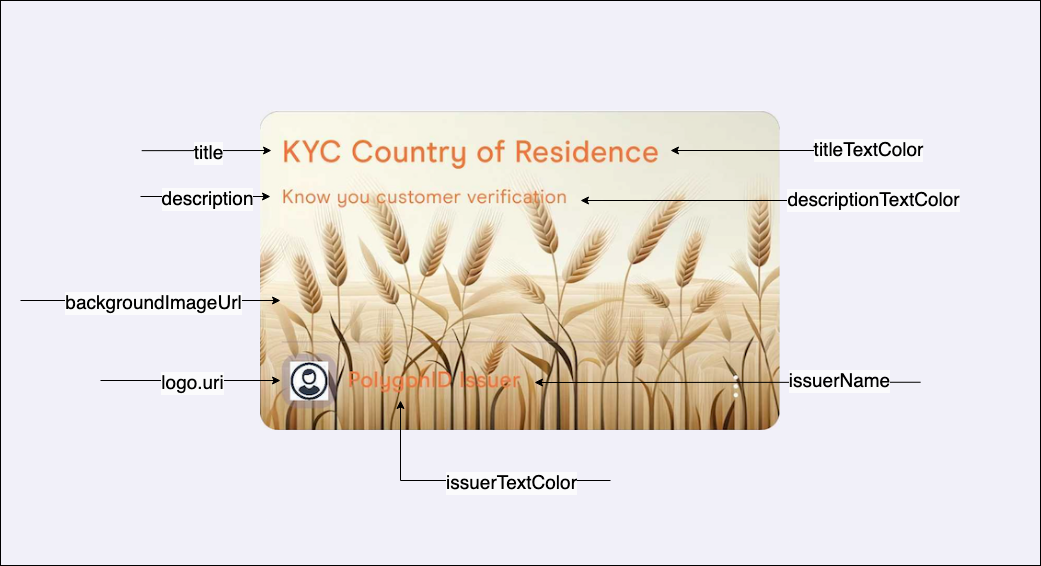 title
KYC Country of Residence
titleTextColor
description
Know you customer verification
descriptionTextColor
backgroundImageUrl
logo.uri
PolygonID Issuer
issuerName
issuerTextColor